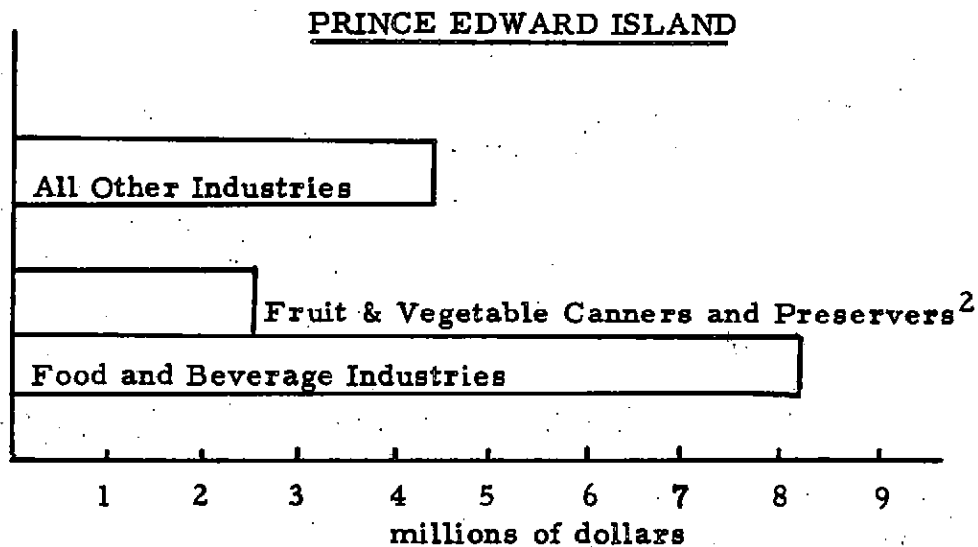 PRINCE EDWARD ISLAND
All Other Industries
Fruit & Vegetable Canners and Preservers2
Food and Beverage Industries
1 2 3 4 5 6 7 8 9
millions of dollars